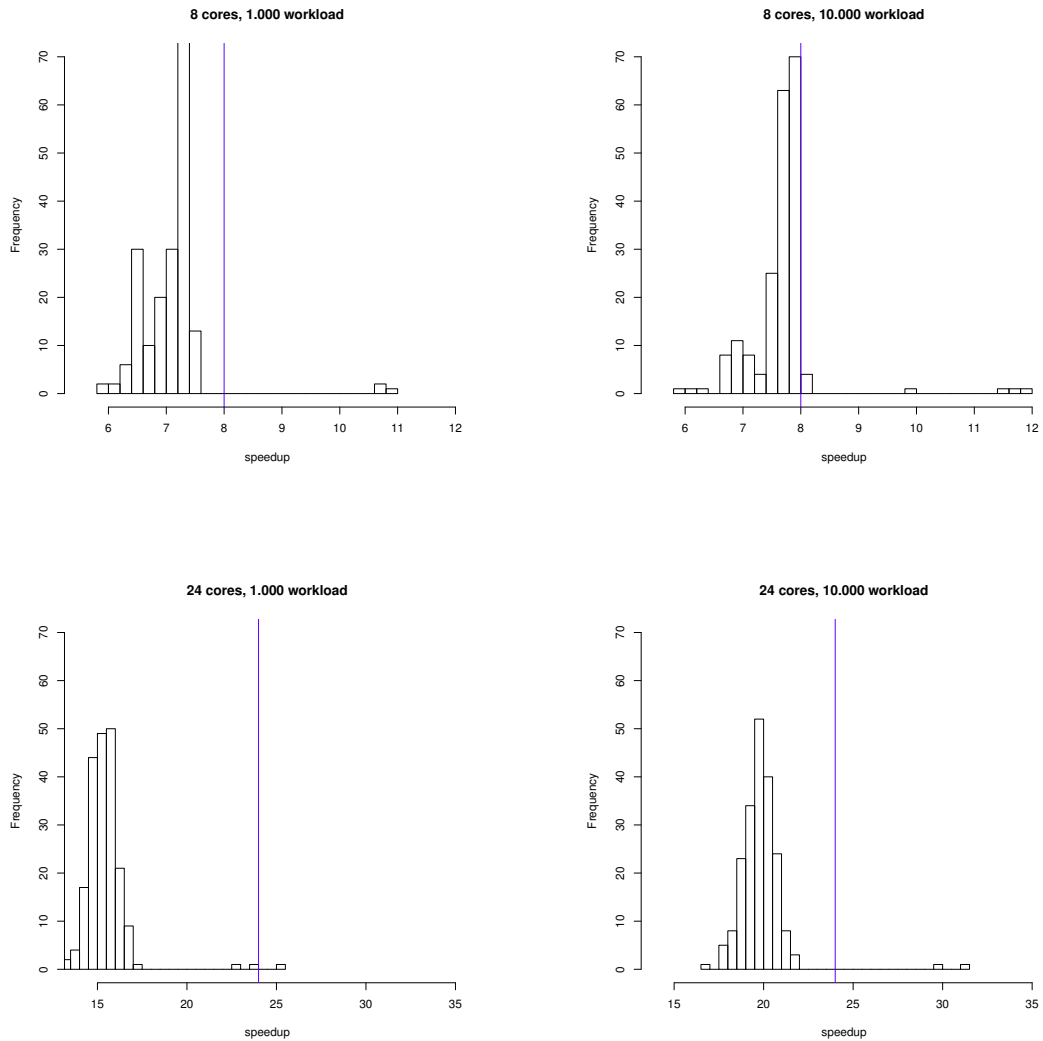 8 cores, 1.000 workload
Frequency
70
60
50
40
30
20
10
0
6 7 8 9 10 11 12
speedup
8 cores, 10.000 workload
Frequency
70
60
50
40
30
20
10
0
6 7 8 9 10 11 12
speedup
24 cores, 1.000 workload
Frequency
70
60
50
40
30
20
10
0
15 20 25 30 35
speedup
24 cores, 10.000 workload
Frequency
70
60
50
40
30
20
10
0
15 20 25 30 35
speedup